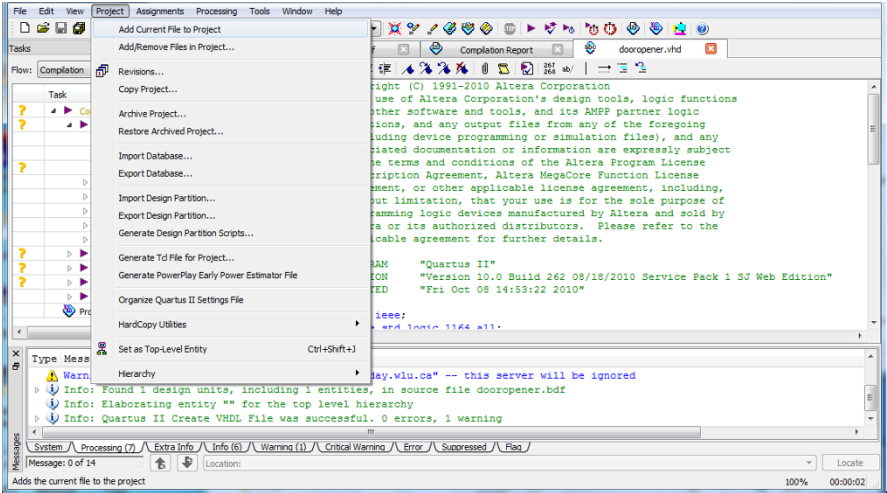 File Edit View Project Assignments Processing Tools Window Help
Add Current File to Project
Add/Remove Files in Project...
Revisions...
Copy Project...
Archive Project...
Restore Archived Project...
Import Database...
Export Database...
Import Design Partition...
Export Design Partition...
Generate Design Partition Scripts...
Generate Tcl File for Project...
Generate PowerPlay Early Power Estimator File
Organize Quartus II Settings File
HardCopy Utilities
Set as Top-Level Entity Ctrl+Shift+J
Hierarchy
Tasks
Flow: Compilation
Task
Co
Pro
Compilation Report
dooropener.vhd
267
268 ab/
right (C) 1991-2010 Altera Corporation
use of Altera Corporation's design tools, logic functions
other software and tools, and its AMPP partner logic
ions, and any output files from any of the foregoing
luding device programming or simulation files), and any
ciated documentation or information are expressly subject
he terms and conditions of the Altera Program License
cription Agreement, Altera MegaCore Function License
ement, or other applicable license agreement, including,
out limitation, that your use is for the sole purpose of
ramming logic devices manufactured by Altera and sold by
ra or its authorized distributors. Please refer to the
icable agreement for further details.
RAM "Quartus II"
ION "Version 10.0 Build 262 08/18/2010 Service Pack 1 SJ Web Edition"
TED "Fri Oct 08 14:53:22 2010"
ieee;
std_logic_1164.all;
Type Mess
Warn day.wlu.ca" -- this server will be ignored
Info: Found 1 design units, including 1 entities, in source file dooropener.bdf
Info: Elaborating entity "" for the top level hierarchy
Info: Quartus II Create VHDL File was successful. 0 errors, 1 warning
System Processing (7) Extra Info Info (6) Warning (1) Critical Warning Error Suppressed Flag
Messages
Message: 0 of 14 Location: Locate
Adds the current file to the project 100% 00:00:02